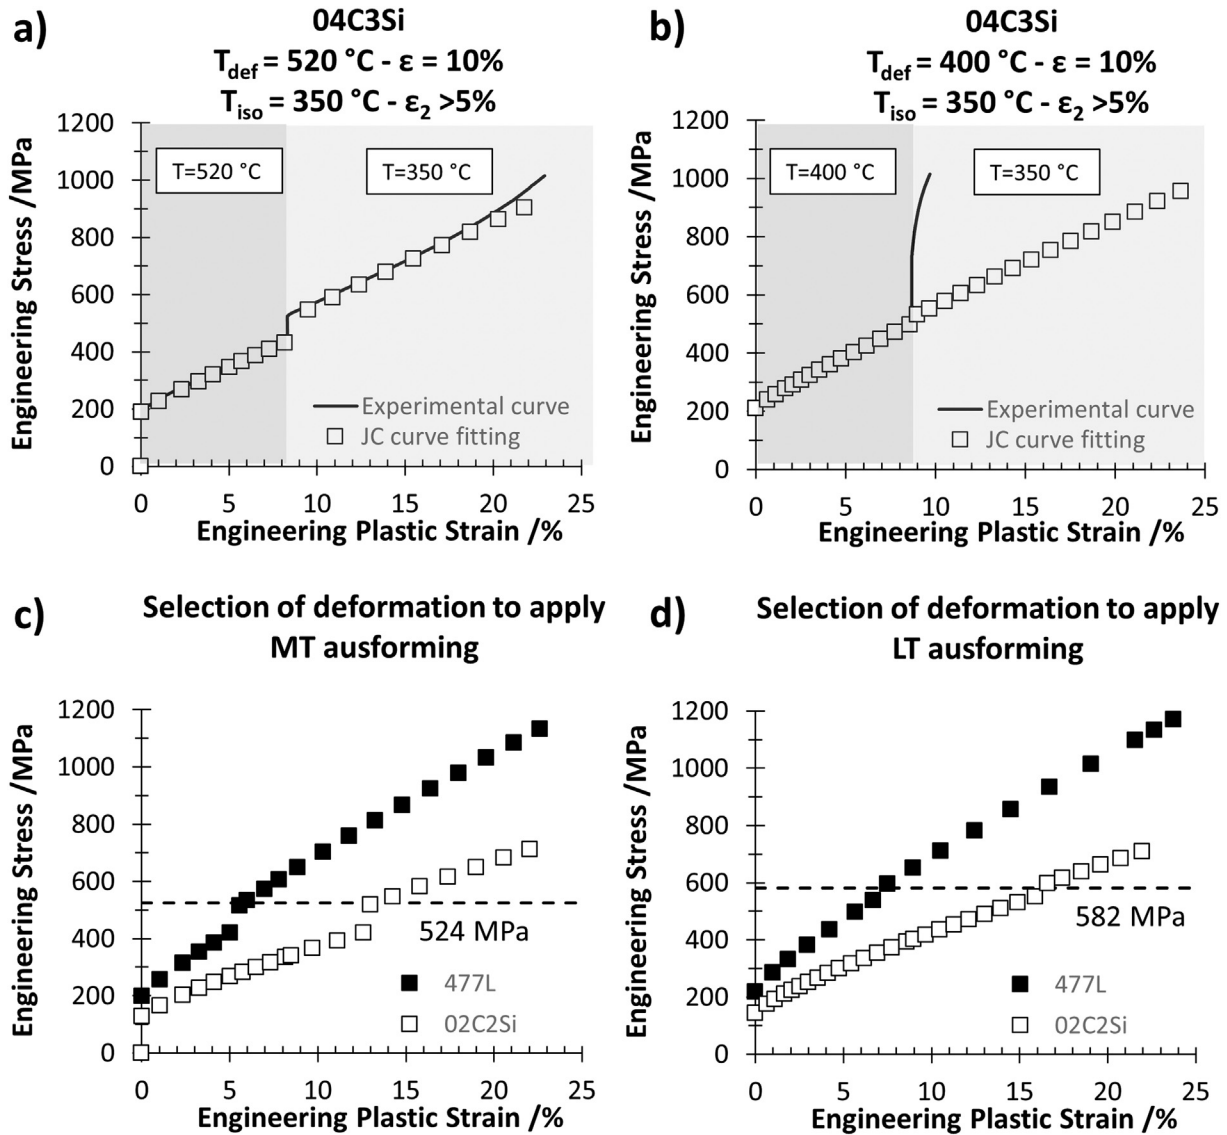 a)
04C3Si
Tdef = 520 °C - ε = 10%
Tiso = 350 °C - ε2 >5%
Engineering Stress /MPa
1200
1000
800
600
400
200
0
T=520 °C
T=350 °C
Experimental curve
JC curve fitting
0 5 10 15 20 25
Engineering Plastic Strain /%
b)
04C3Si
Tdef = 400 °C - ε = 10%
Tiso = 350 °C - ε2 >5%
Engineering Stress /MPa
1200
1000
800
600
400
200
0
T=400 °C
T=350 °C
Experimental curve
JC curve fitting
0 5 10 15 20 25
Engineering Plastic Strain /%
c)
Selection of deformation to apply
MT ausforming
Engineering Stress /MPa
1200
1000
800
600
400
200
0
524 MPa
477L
02C2Si
0 5 10 15 20 25
Engineering Plastic Strain /%
d)
Selection of deformation to apply
LT ausforming
Engineering Stress /MPa
1200
1000
800
600
400
200
0
582 MPa
477L
02C2Si
0 5 10 15 20 25
Engineering Plastic Strain /%